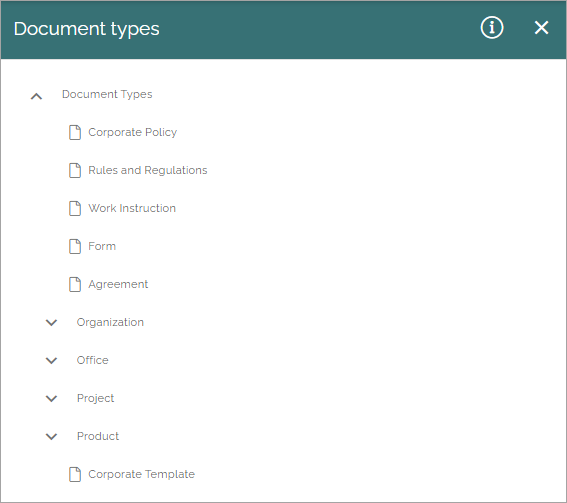 Document types
Document Types
Corporate Policy
Rules and Regulations
Work Instruction
Form
Agreement
Organization
Office
Project
Product
Corporate Template